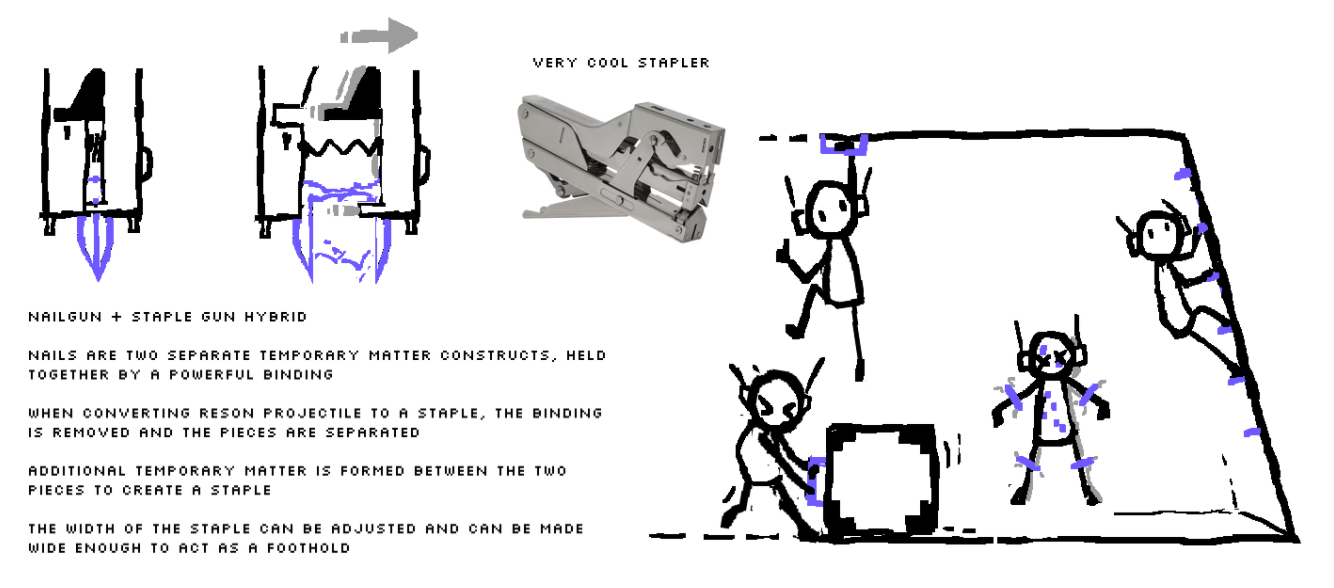 VERY COOL STAPLER
NAILGUN + STAPLE GUN HYBRID
NAILS ARE TWO SEPARATE TEMPORARY MATTER CONSTRUCTS, HELD
TOGETHER BY A POWERFUL BINDING
WHEN CONVERTING RESON PROJECTILE TO A STAPLE, THE BINDING
IS REMOVED AND THE PIECES ARE SEPARATED
ADDITIONAL TEMPORARY MATTER IS FORMED BETWEEN THE TWO
PIECES TO CREATE A STAPLE
THE WIDTH OF THE STAPLE CAN BE ADJUSTED AND CAN BE MADE
WIDE ENOUGH TO ACT AS A FOOTHOLD